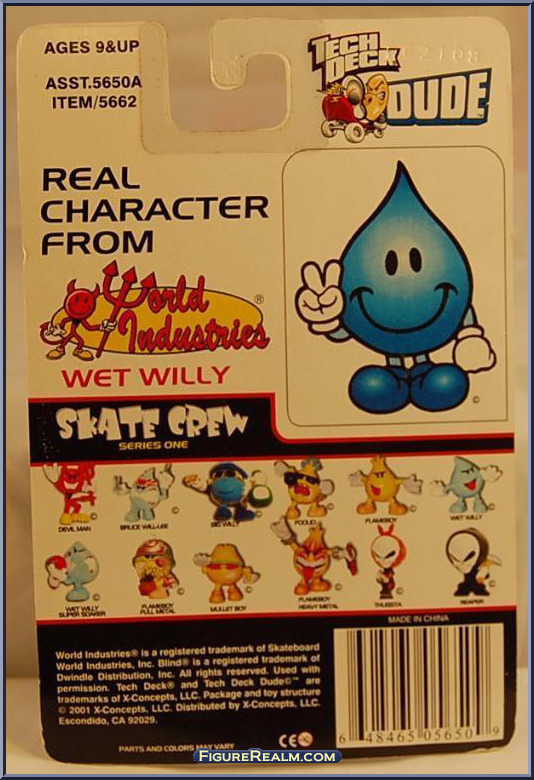 AGES 9&UP
ASST.5650A
ITEM/5662
TECH DECK DUDE
REAL
CHARACTER
FROM
World Industries®
WET WILLY
©
SKATE CREW
SERIES ONE
DEVIL MAN
BRUCE WILL-LEE
BIG WILLY
FLAMEBOY
WET WILLY
WET WILLY
SUPER SOAKER
FLAMEBOY
FULL METAL
MULLET BOY
FLAMEBOY
HEAVY METAL
THUGSTA
REAPER
MADE IN CHINA
World Industries® is a registered trademark of Skateboard
World Industries, Inc. Blind® is a registered trademark of
Dwindle Distribution, Inc. All rights reserved. Used with
permission. Tech Deck® and Tech Deck Dude©™ are
trademarks of X-Concepts, LLC. Package and toy structure
© 2001 X-Concepts, LLC. Distributed by X-Concepts, LLC.
Escondido, CA 92029.
6 48465 05650 9
PARTS AND COLORS MAY VARY
CE
FIGUREREALM.COM